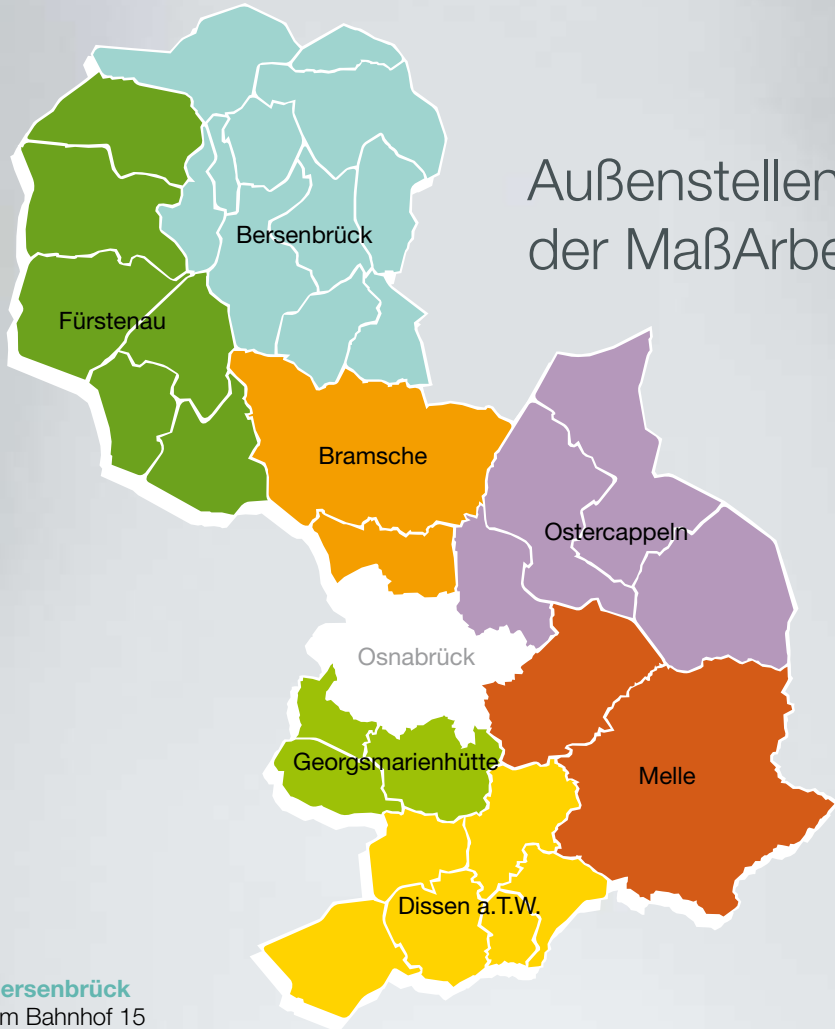 Außenstellen
der MaßArbe
Bersenbrück
Fürstenau
Bramsche
Ostercappeln
Osnabrück
Georgsmarienhütte
Melle
Dissen a.T.W.
ersenbrück
m Bahnhof 15